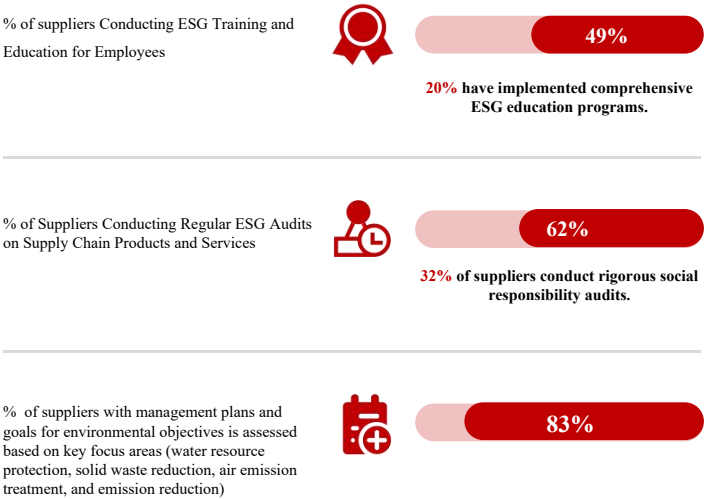 % of suppliers Conducting ESG Training and
Education for Employees
49%
20% have implemented comprehensive
ESG education programs.
% of Suppliers Conducting Regular ESG Audits
on Supply Chain Products and Services
62%
32% of suppliers conduct rigorous social
responsibility audits.
% of suppliers with management plans and
goals for environmental objectives is assessed
based on key focus areas (water resource
protection, solid waste reduction, air emission
treatment, and emission reduction)
83%